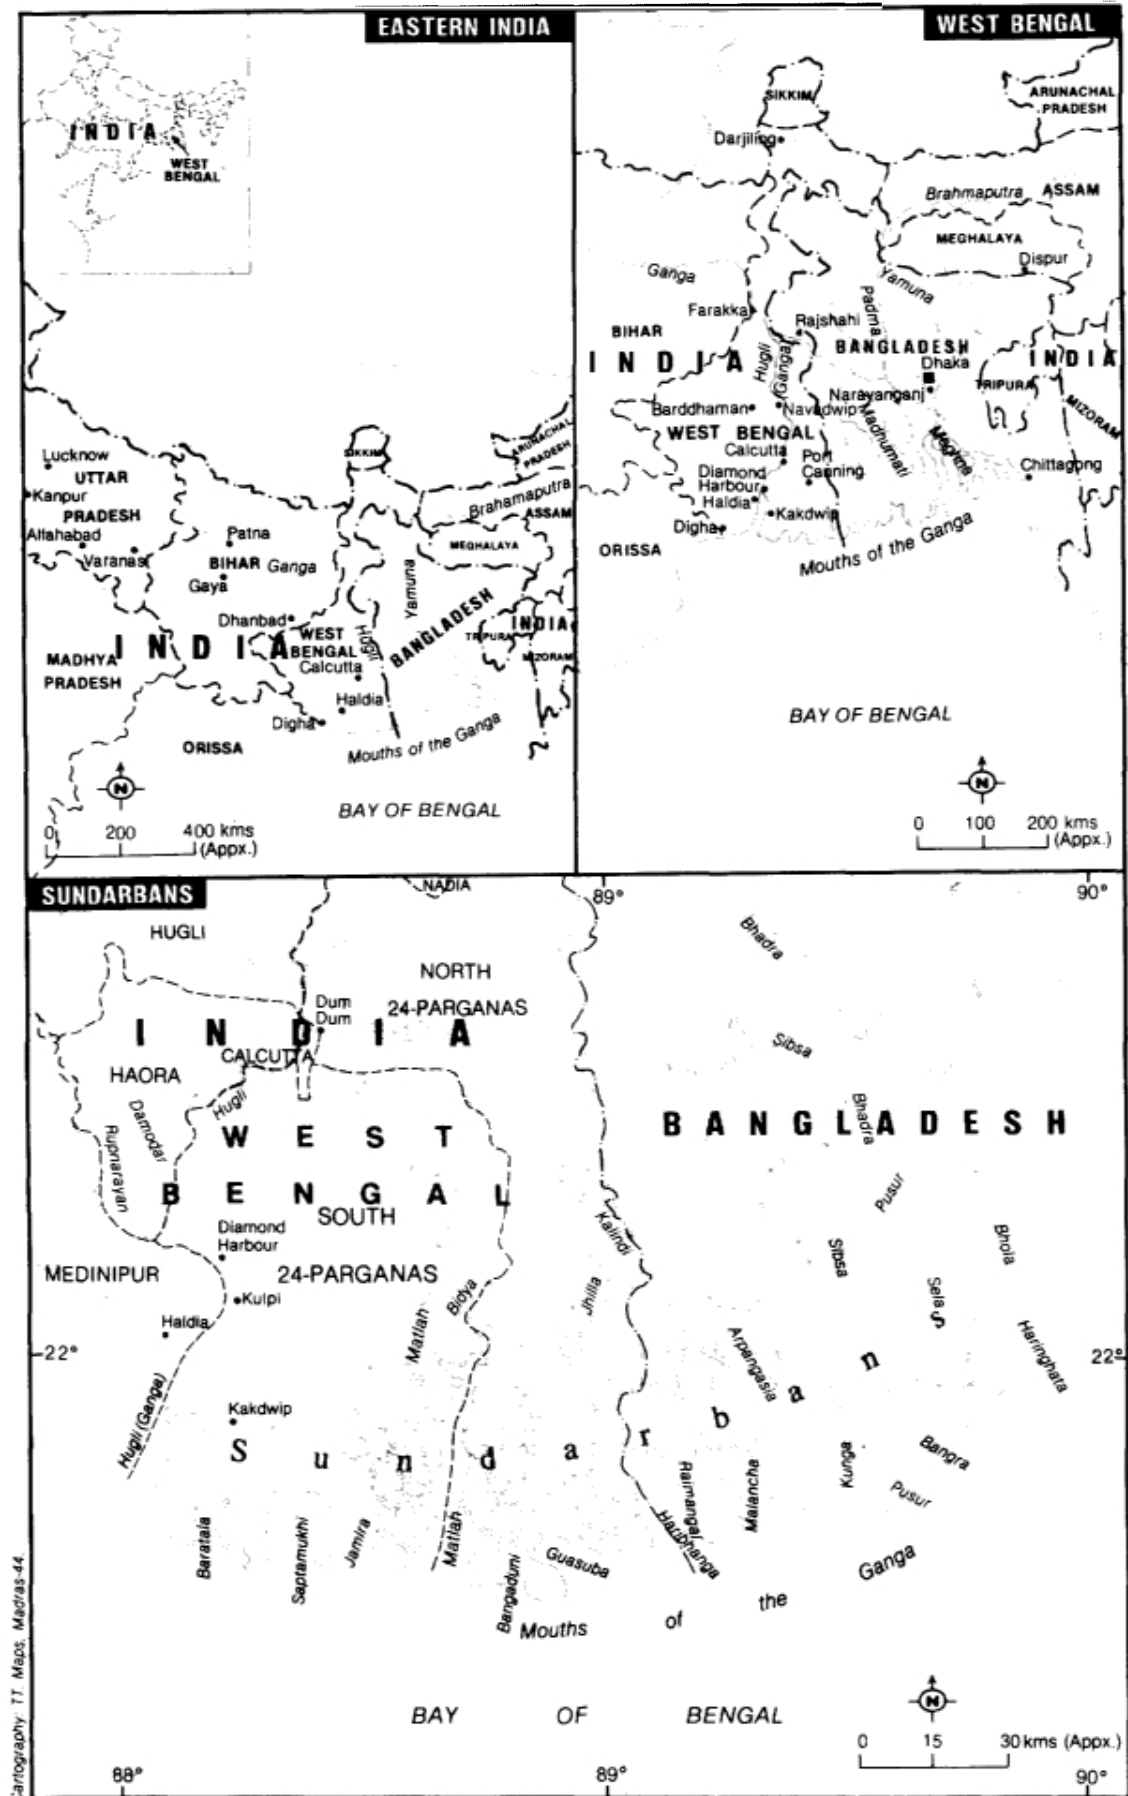 EASTERN INDIA
INDIA
WEST
BENGAL
Lucknow
UTTAR
Kanpur
PRADESH
Allahabad
Varanasi
Patna
BIHAR Ganga
Gaya
Dhanbad
SIKKIM
ARUNACHAL
PRADESH
Brahamaputra
ASSAM
MEGHALAYA
Yamuna
BANGLADESH
INDIA
TRIPURA
MIZORAM
INDIA
WEST
BENGAL
Hugli
Calcutta
MADHYA
PRADESH
Haldia
Digha
ORISSA
Mouths of the Ganga
BAY OF BENGAL
N
0 200 400 kms
(Appx.)
WEST BENGAL
SIKKIM
Darjiling
ARUNACHAL
PRADESH
Brahmaputra ASSAM
MEGHALAYA
Dispur
Ganga
Yamuna
Farakka
Padma
Rajshahi
BIHAR
INDIA
Hugli
(Ganga)
BANGLADESH
Dhaka
INDIA
TRIPURA
Narayanganj
MIZORAM
Barddhaman
Navadwip
Madhumati
WEST BENGAL
Meghna
Calcutta
Port
Canning
Diamond
Harbour
Chittagong
Haldia
Kakdwip
Digha
ORISSA
Mouths of the Ganga
BAY OF BENGAL
N
0 100 200 kms
(Appx.)
SUNDARBANS
NADIA
89°
90°
HUGLI
Bhadra
NORTH
24-PARGANAS
Dum
Dum
INDIA
CALCUTTA
Sibsa
HAORA
Hugli
Damodar
Rupnarayan
BANGLADESH
Bhadra
WEST
BENGAL
Pusur
SOUTH
24-PARGANAS
Diamond
Harbour
Kalindi
Sibsa
Bhola
MEDINIPUR
Kulpi
Bidya
Jhilla
Sela
Haldia
Matlah
Arpangasia
Haringhata
22°
22°
Hugli (Ganga)
Kakdwip
Sundarbans
Raimangal
Malancha
Kunga
Bangra
Pusur
Baratala
Saptamukhi
Jamira
Matlah
Haribhanga
Bangaduni
Guasuba
Mouths of the Ganga
BAY OF BENGAL
N
0 15 30 kms (Appx.)
88°
89°
90°
Cartography: TT. Maps, Madras-44.